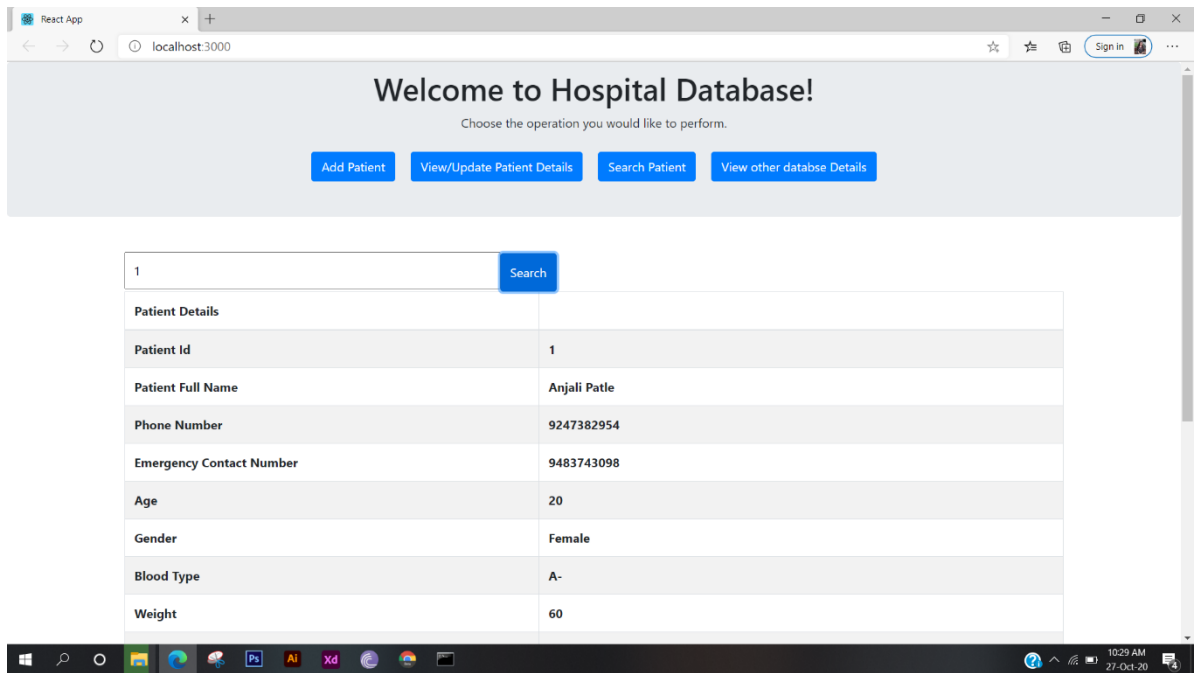 React App
localhost:3000
Sign in
Welcome to Hospital Database!
Choose the operation you would like to perform.
Add Patient View/Update Patient Details Search Patient View other databse Details
1 Search
Patient Details
Patient Id 1
Patient Full Name Anjali Patle
Phone Number 9247382954
Emergency Contact Number 9483743098
Age 20
Gender Female
Blood Type A-
Weight 60
Ps Ai Xd
10:29 AM
27-Oct-20
4